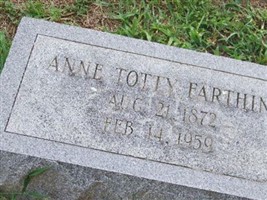 ANNE TOTTY FARTHIN
AUG 21 1872
FEB. 14, 1959